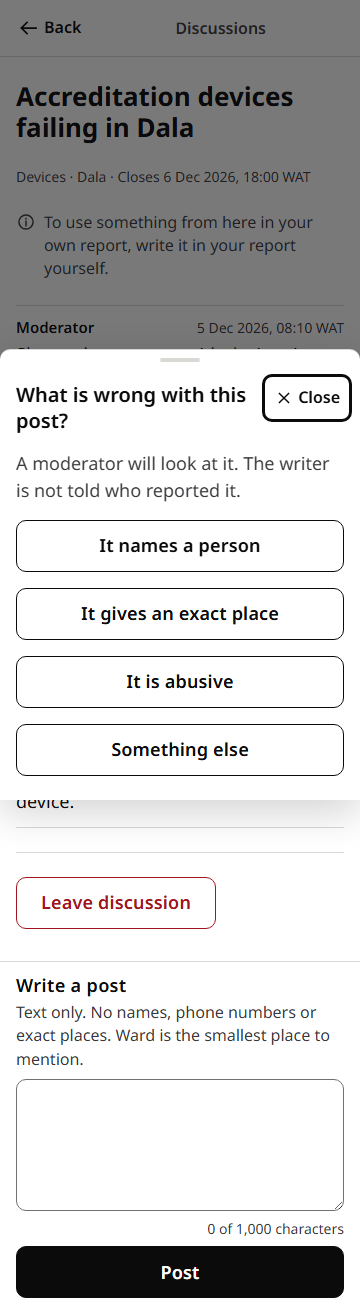 Back
Discussions
Accreditation devices
failing in Dala
Devices · Dala · Closes 6 Dec 2026, 18:00 WAT
To use something from here in your
own report, write it in your report
yourself.
Moderator
5 Dec 2026, 08:10 WAT
What is wrong with this
post?
Close
A moderator will look at it. The writer
is not told who reported it.
It names a person
It gives an exact place
It is abusive
Something else
device.
Leave discussion
Write a post
Text only. No names, phone numbers or
exact places. Ward is the smallest place to
mention.
0 of 1,000 characters
Post